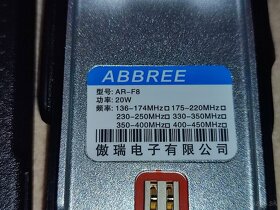 ABBREE
型号: AR-F8
功率: 20W
频率: 136-174MHz□ 175-220MHz□
230-250MHz□ 330-350MHz□
350-400MHz□ 400-450MHz□
傲瑞电子有限公司